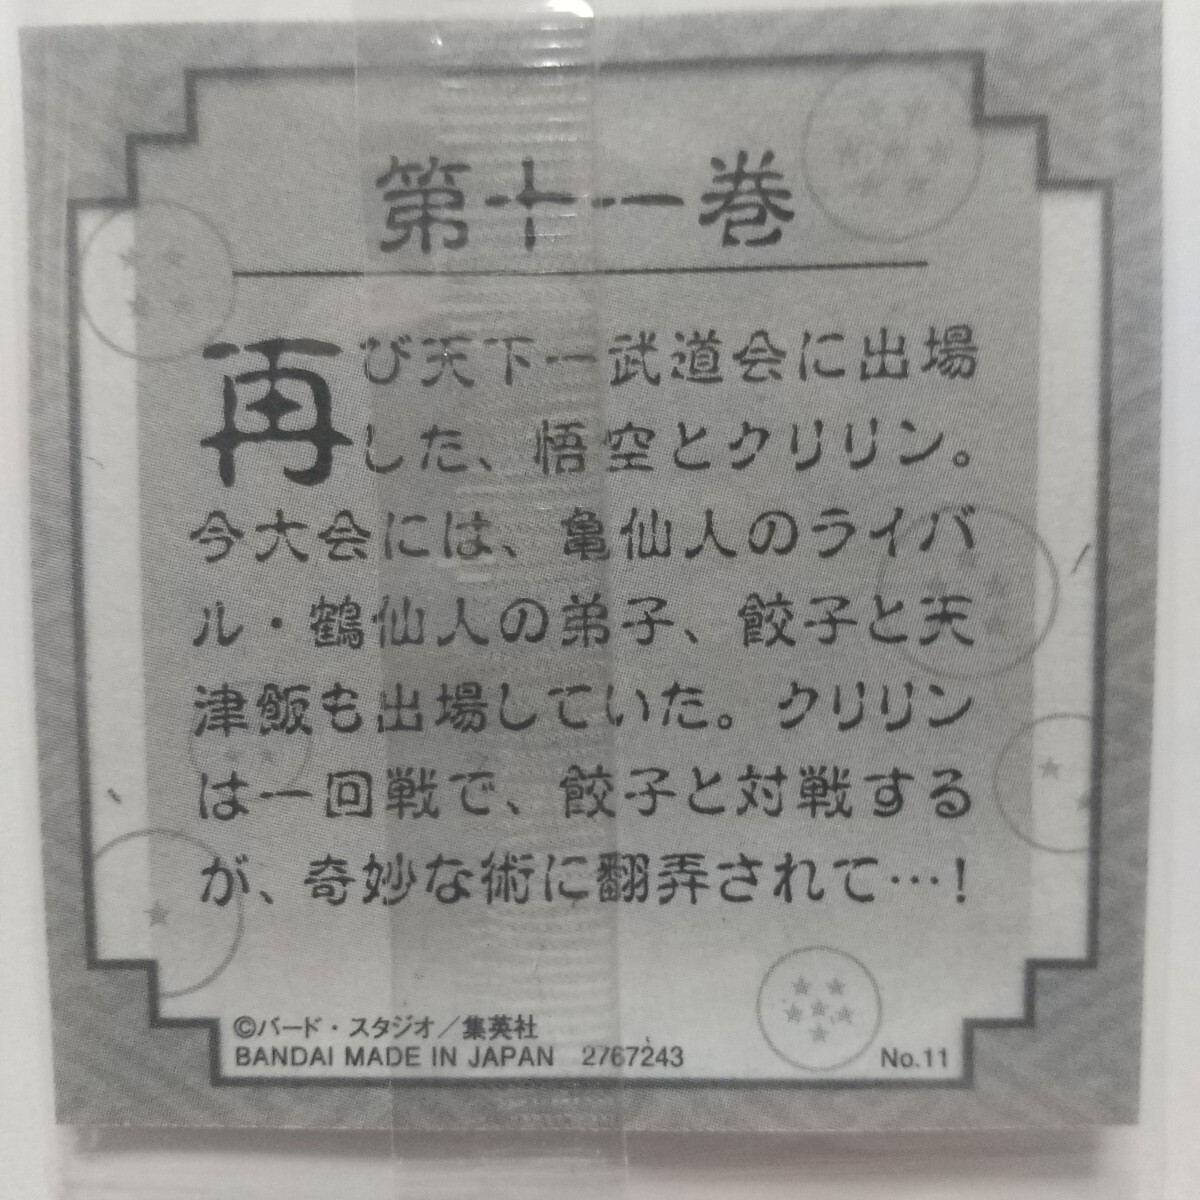 第十一巻
再び天下一武道会に出場
した、悟空とクリリン。
今大会には、亀仙人のライバ
ル・鶴仙人の弟子、餃子と天
津飯も出場していた。クリリン
は一回戦で、餃子と対戦する
が、奇妙な術に翻弄されて…！
©バード・スタジオ／集英社
BANDAI MADE IN JAPAN 2767243
No.11